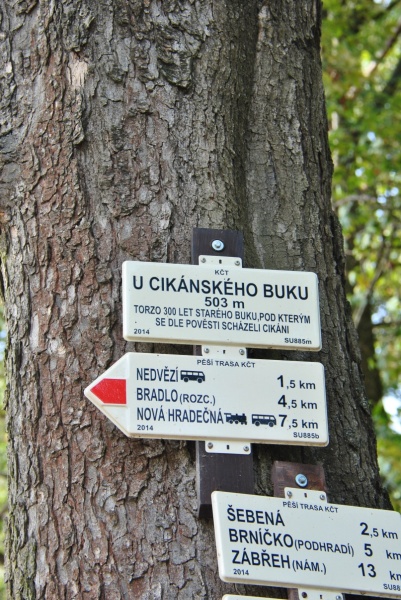 KČT
U CIKÁNSKÉHO BUKU
503 m
TORZO 300 LET STARÉHO BUKU,POD KTERÝM
SE DLE POVĚSTI SCHÁZELI CIKÁNI
2014 SU885m
PĚŠÍ TRASA KČT
NEDVĚZÍ 1,5 km
BRADLO (ROZC.) 4,5 km
NOVÁ HRADEČNÁ 7,5 km
2014 SU885b
PĚŠÍ TRASA KČT
ŠEBENÁ 2,5 km
BRNÍČKO (PODHRADÍ) 5 km
ZÁBŘEH (NÁM.) 13 km
2014